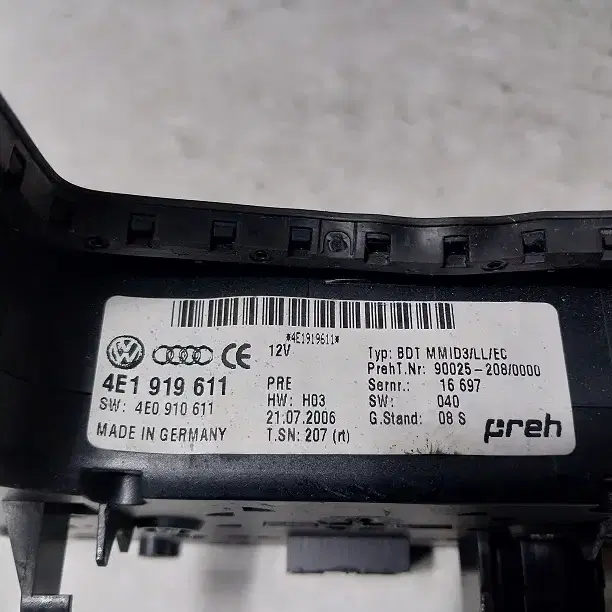 *4E1919611*
CE
12V
4E1 919 611
SW: 4E0 910 611
MADE IN GERMANY
PRE
HW: H03
21.07.2006
T.SN: 207 (rt)
Typ: BDT MMID3/LL/EC
PrehT.Nr: 90025-208/0000
Sernr.: 16 697
SW: 040
G.Stand: 08 S
preh